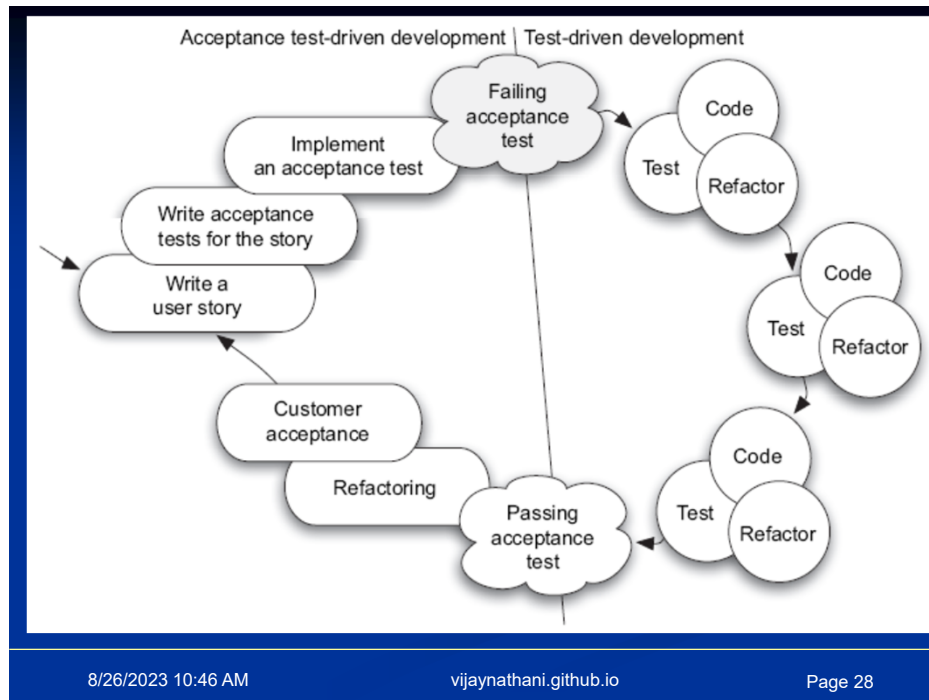 Acceptance test-driven development
Test-driven development
Failing
acceptance
test
Implement
an acceptance test
Write acceptance
tests for the story
Write a
user story
Code
Test
Refactor
Code
Test
Refactor
Code
Test
Refactor
Passing
acceptance
test
Refactoring
Customer
acceptance
8/26/2023 10:46 AM
vijaynathani.github.io
Page 28